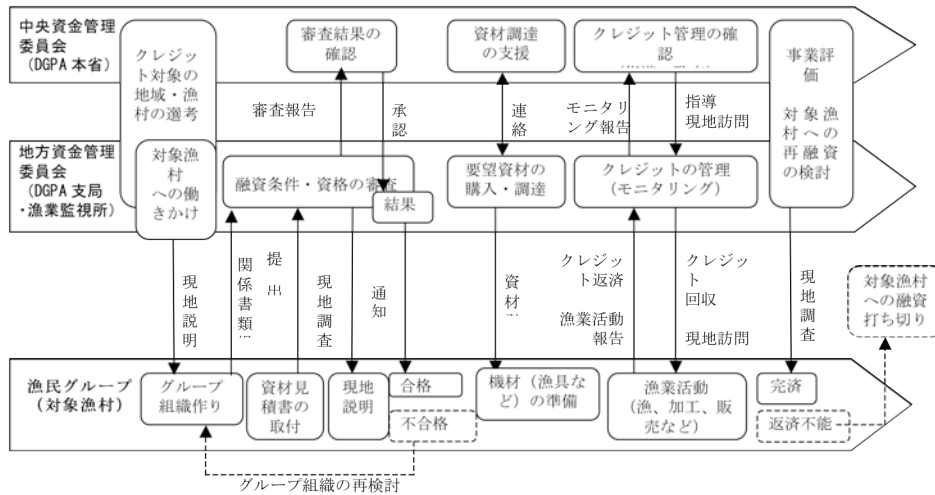 中央資金管理
委員会
(DGPA 本省)
クレジッ
ト対象の
地域・漁
村の選考
審査結果の
確認
資材調達
の支援
クレジット管理の確
認
事業評
価
対象漁
村への
再融資
の検討
審査報告
承認
連絡
モニタリ
ング報告
指導
現地訪問
地方資金管理
委員会
(DGPA 支局
・漁業監視所)
対象漁
村
への働
きかけ
融資条件・資格の審査
結果
要望資材の
購入・調達
クレジットの管理
(モニタリング)
現地説明
関係書類
提出
現地調査
通知
資材
クレジッ
ト返済
漁業活動
報告
クレジッ
ト
回収
現地訪問
現地調査
対象漁村
への融資
打ち切り
漁民グループ
(対象漁村)
グループ
組織作り
資材見
積書の
取付
現地
説明
合格
不合格
機材(漁具な
ど)の準備
漁業活動
(漁、加工、販
売など)
完済
返済不能
グループ組織の再検討